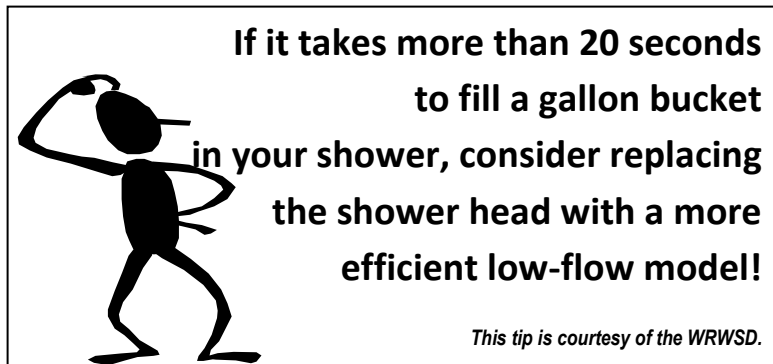 If it takes more than 20 seconds
to fill a gallon bucket
in your shower, consider replacing
the shower head with a more
efficient low-flow model!
This tip is courtesy of the WRWSD.